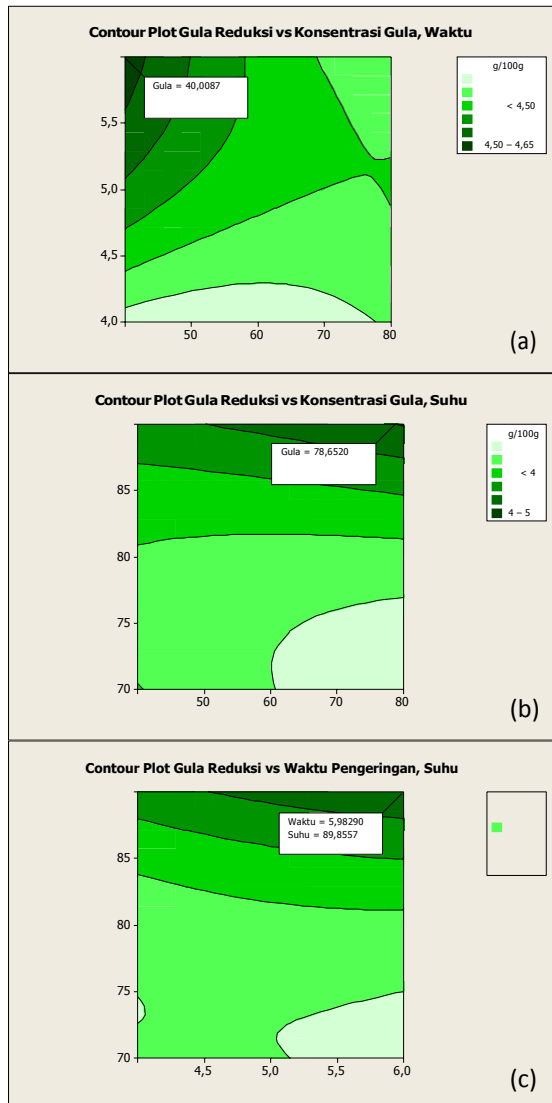 Contour Plot Gula Reduksi vs Konsentrasi Gula, Waktu
g/100g
< 4,50
4,50 – 4,65
Gula = 40,0087
5,5
5,0
4,5
4,0
50 60 70 80
(a)
Contour Plot Gula Reduksi vs Konsentrasi Gula, Suhu
g/100g
< 4
4 – 5
Gula = 78,6520
85
80
75
70
50 60 70 80
(b)
Contour Plot Gula Reduksi vs Waktu Pengeringan, Suhu
Waktu = 5,98290
Suhu = 89,8557
85
80
75
70
4,5 5,0 5,5 6,0
(c)